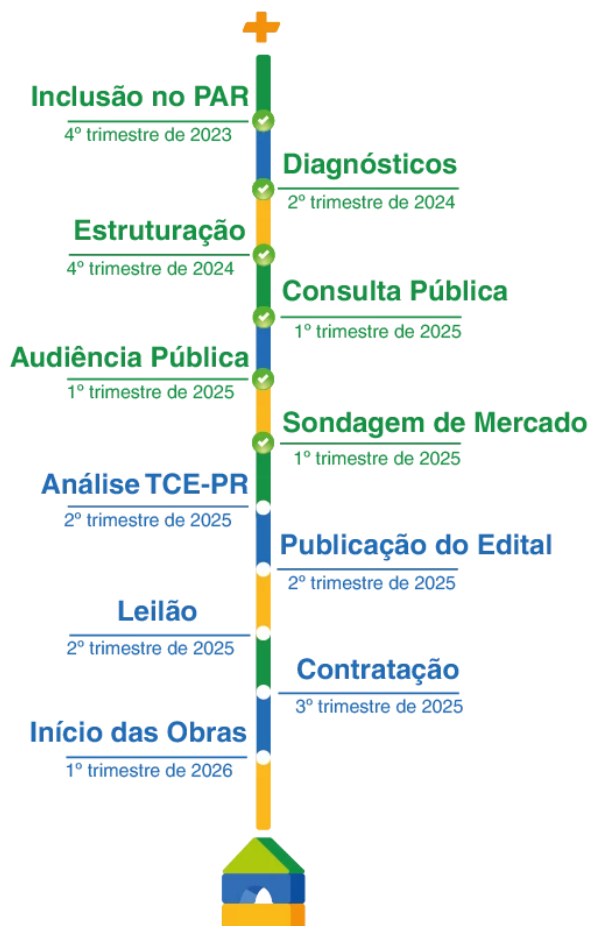 Inclusão no PAR
4º trimestre de 2023
Diagnósticos
2º trimestre de 2024
Estruturação
4º trimestre de 2024
Consulta Pública
1º trimestre de 2025
Audiência Pública
1º trimestre de 2025
Sondagem de Mercado
1º trimestre de 2025
Análise TCE-PR
2º trimestre de 2025
Publicação do Edital
2º trimestre de 2025
Leilão
2º trimestre de 2025
Contratação
3º trimestre de 2025
Início das Obras
1º trimestre de 2026